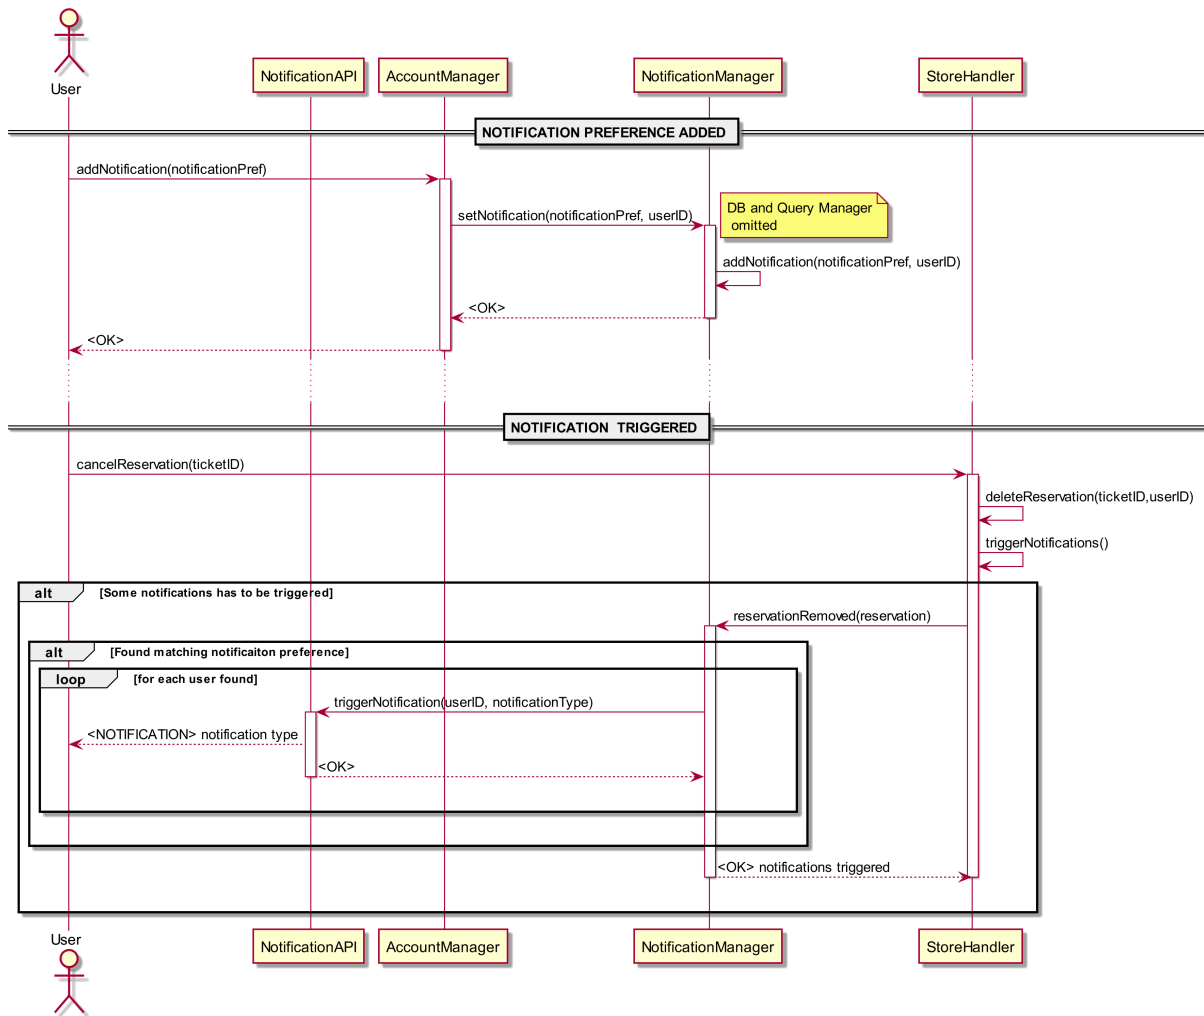 User
NotificationAPI
AccountManager
NotificationManager
StoreHandler
NOTIFICATION PREFERENCE ADDED
addNotification(notificationPref)
setNotification(notificationPref, userID)
DB and Query Manager
omitted
addNotification(notificationPref, userID)
<OK>
<OK>
NOTIFICATION  TRIGGERED
cancelReservation(ticketID)
deleteReservation(ticketID,userID)
triggerNotifications()
alt [Some notifications has to be triggered]
reservationRemoved(reservation)
alt [Found matching notificaiton preference]
loop [for each user found]
triggerNotification(userID, notificationType)
<NOTIFICATION> notification type
<OK>
<OK> notifications triggered
User
NotificationAPI
AccountManager
NotificationManager
StoreHandler